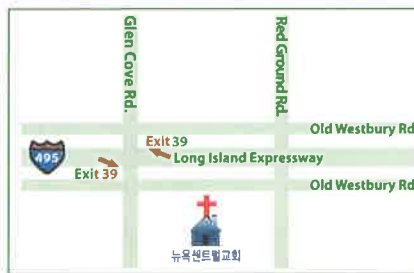 Glen Cove Rd.
Red Ground Rd.
Old Westbury Rd
Exit 39
495
Long Island Expressway
Exit 39
Old Westbury Rd
뉴욕센트럴교회